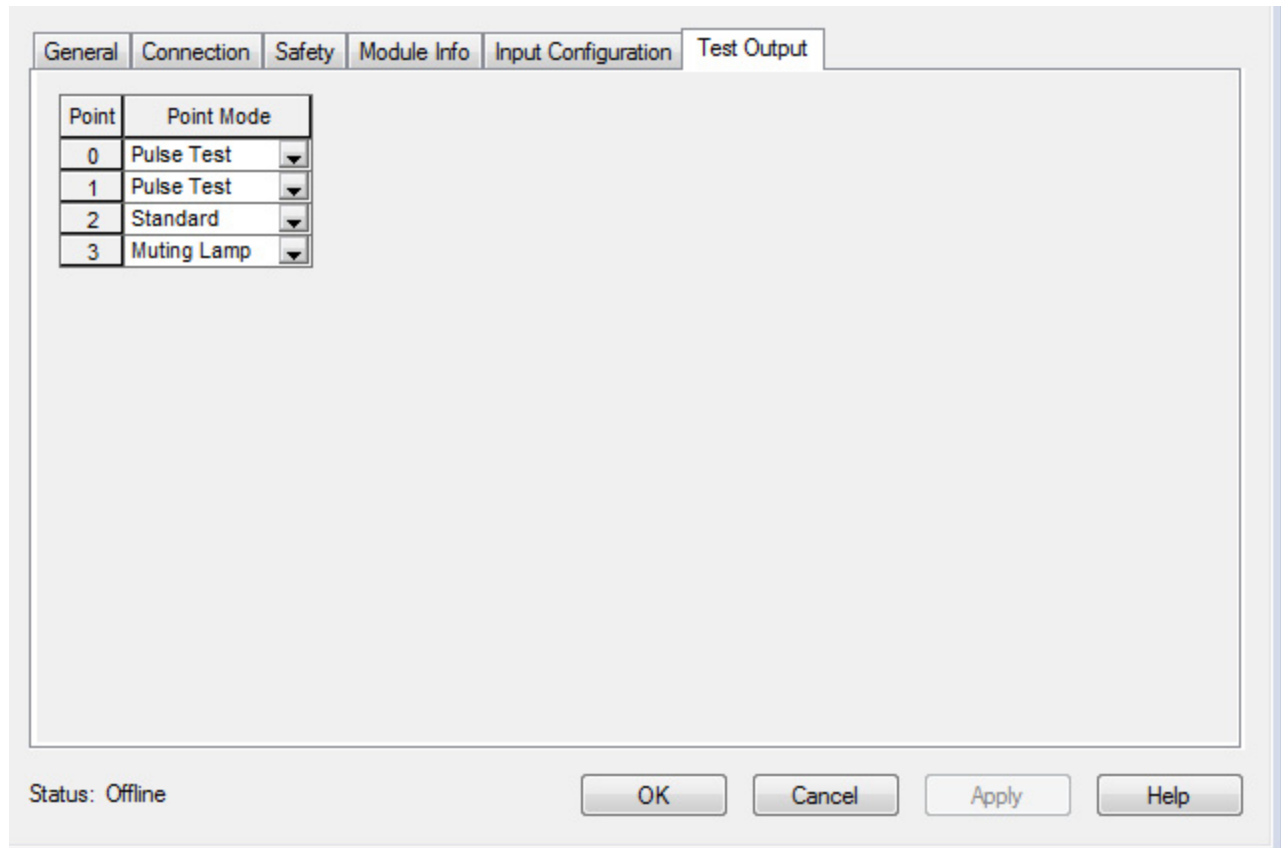 General Connection Safety Module Info Input Configuration Test Output
Point Point Mode
0 Pulse Test
1 Pulse Test
2 Standard
3 Muting Lamp
Status: Offline OK Cancel Apply Help